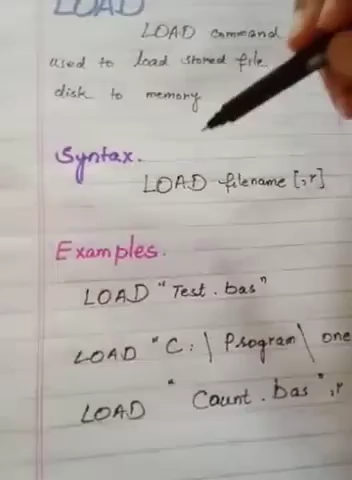 LOAD
LOAD command
used to load stored file
disk to memory
Syntax.
LOAD filename [,r]
Examples.
LOAD "Test.bas"
LOAD "C:\Program\one
LOAD "Count.bas",r